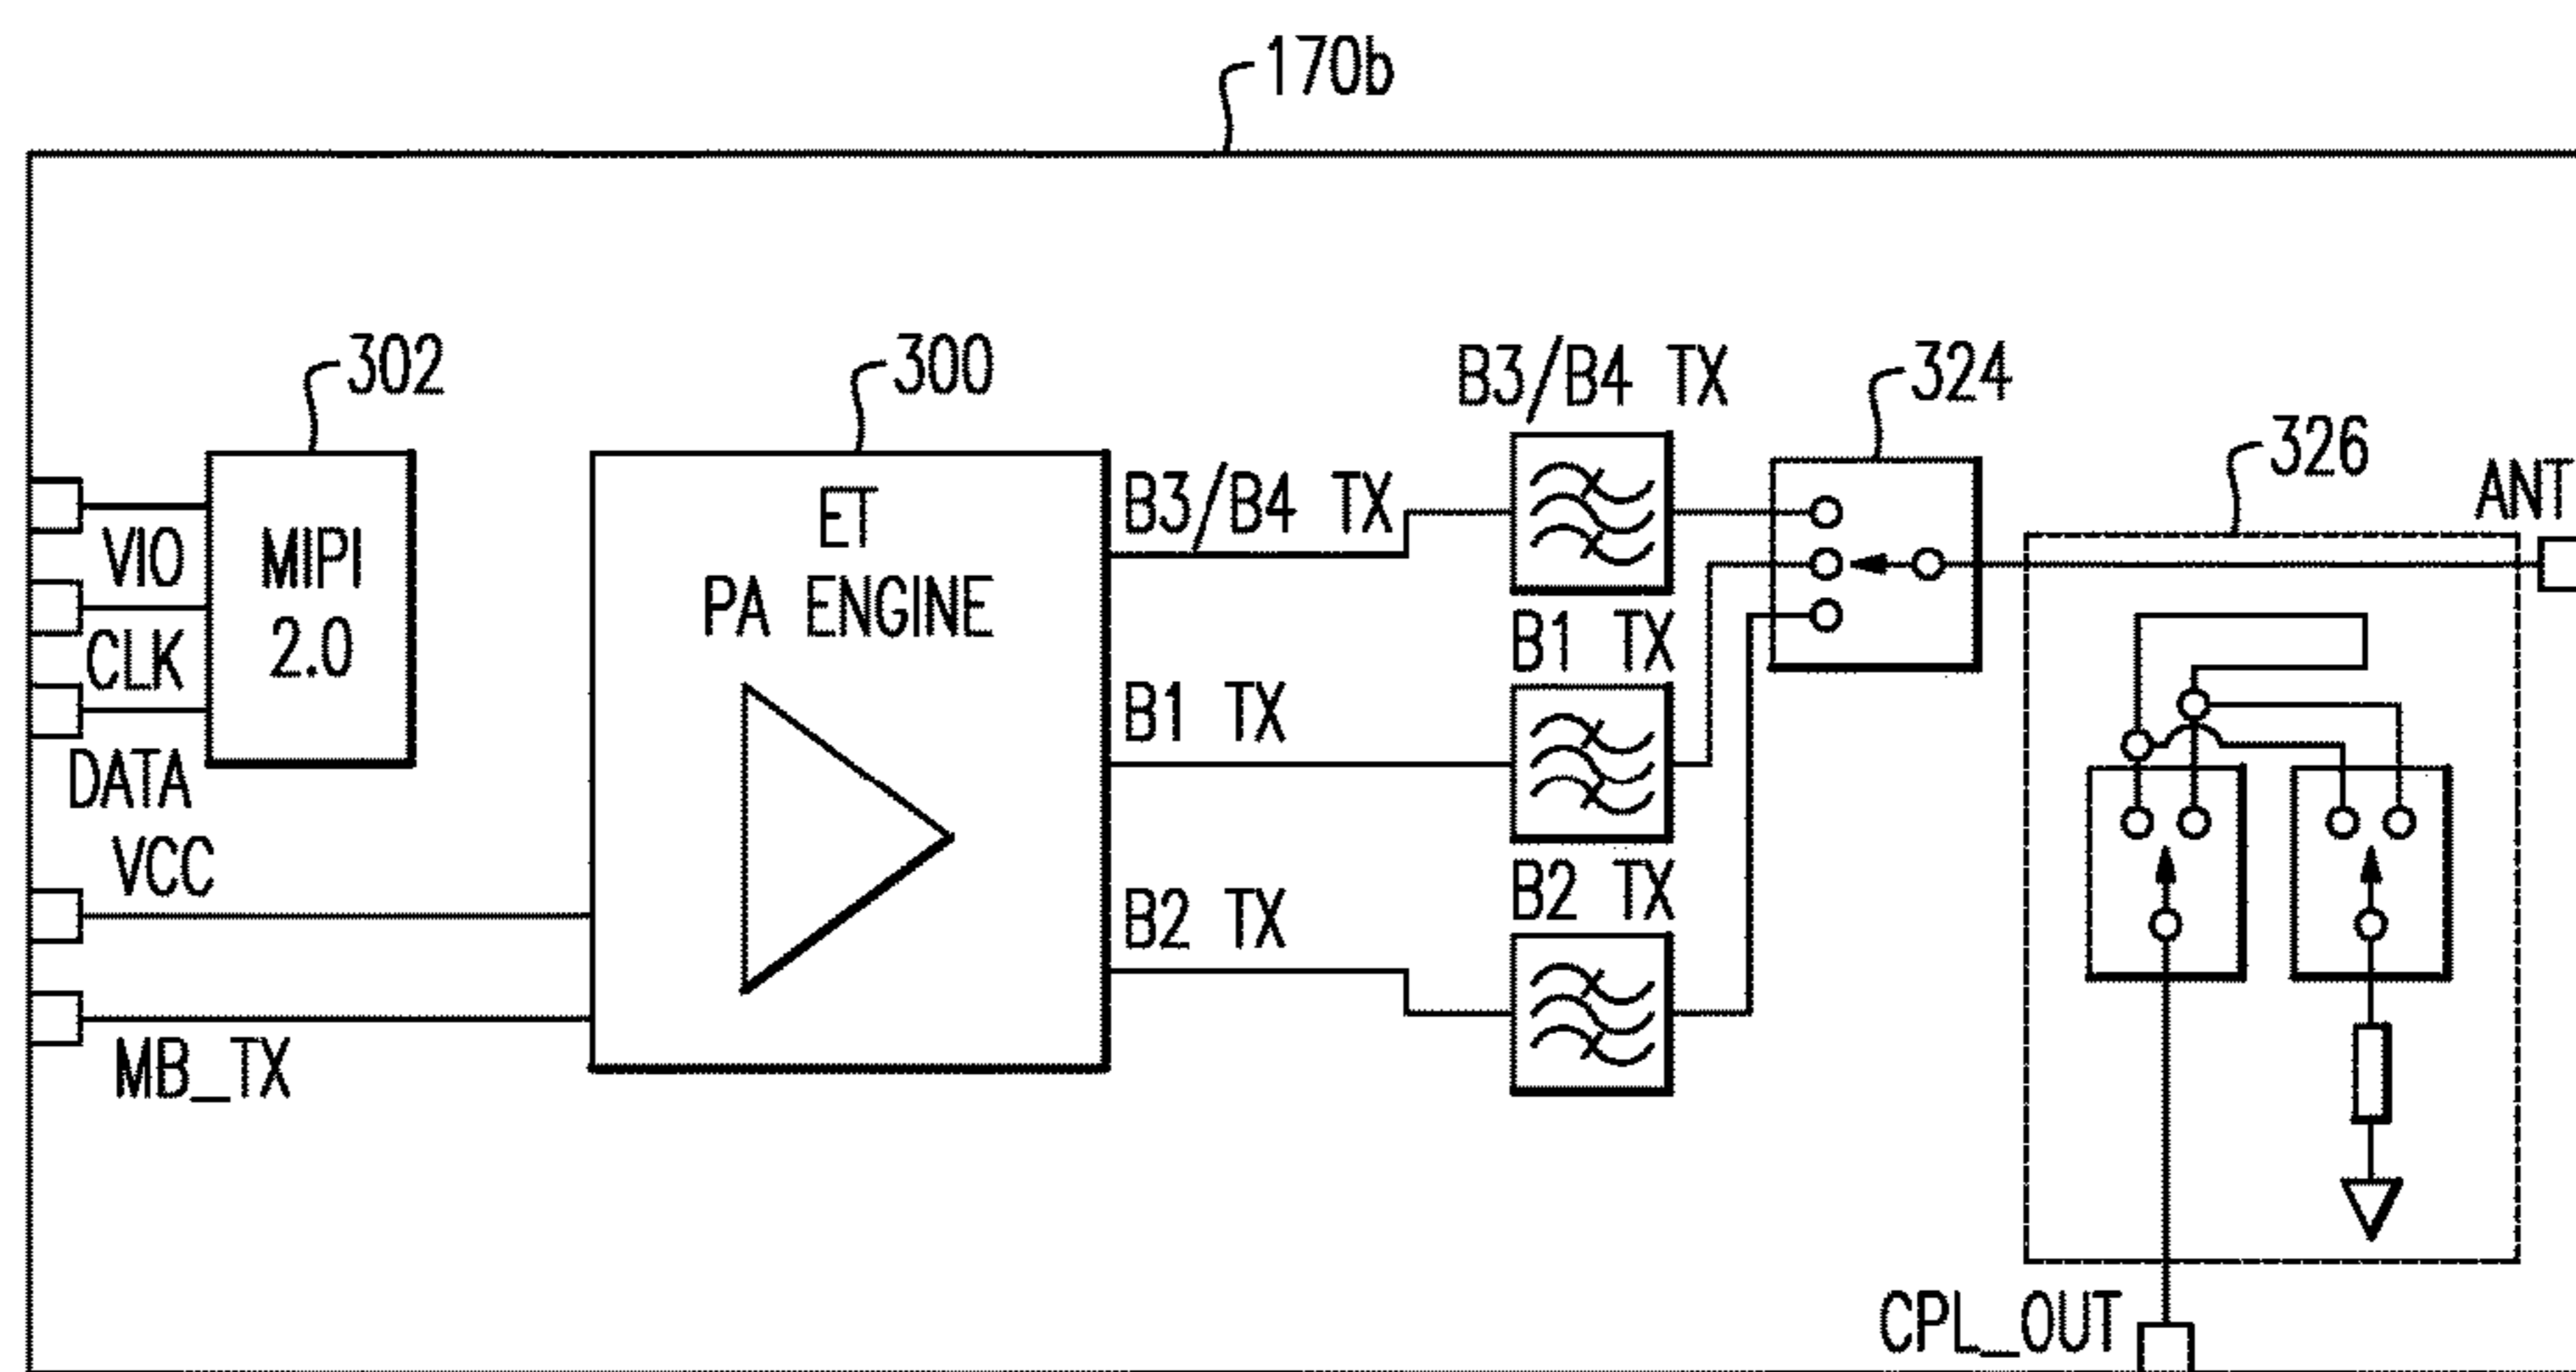 170b
302
300
B3/B4 TX
324
326
ANT
ET
PA ENGINE
B3/B4 TX
VIO
MIPI
2.0
CLK
DATA
B1 TX
B1 TX
VCC
B2 TX
B2 TX
MB_TX
CPL_OUT